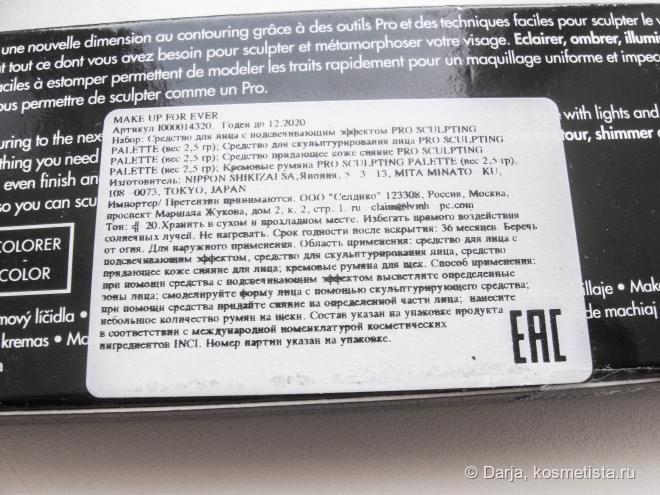 une nouvelle dimension au contouring grâce à des outils Pro et des techniques faciles pour sculpter le
tout ce dont vous avez besoin pour sculpter et métamorphoser votre visage. Eclairer, ombrer,
faciles à estomper permettent de modeler les traits rapidement pour un maquillage uniforme et
vous permettre de sculpter comme un Pro.
MAKE UP FOR EVER
Артикул I000014320. Годен до 12.2020
Набор: Средство для лица с подсвечивающим эффектом PRO SCULPTING
PALETTE (вес 2,5 гр); Средство для скульптурирования лица PRO SCULPTING
PALETTE (вес 2,5 гр); Средство придающее коже сияние PRO SCULPTING
PALETTE (вес 2,5 гр); Кремовые румяна PRO SCULPTING PALETTE (вес 2,5 гр).
Изготовитель: NIPPON SHIKIZAI SA, Япония, 5 3 13, MITA MINATO KU,
108 0073, TOKYO, JAPAN
Импортер/ Претензии принимаются: ООО "Селдико" 123308, Россия, Москва,
проспект Маршала Жукова, дом 2, к. 2, стр. 1. ru claim@lvmh pc.com
Тон: # 20. Хранить в сухом и прохладном месте. Избегать прямого воздействия
солнечных лучей. Не нагревать. Срок годности после вскрытия: 36 месяцев. Беречь
от огня. Для наружного применения. Область применения: средство для лица с
подсвечивающим эффектом, средство для скульптурирования лица, средство
придающее коже сияние для лица; кремовые румяна для щек. Способ применения:
при помощи средства с подсвечивающим эффектом высветлите определенные
зоны лица; смоделируйте форму лица с помощью скульптурирующего средства;
при помощи средства придайте сияние на определенной части лица; нанесите
небольшое количество румян на щеки. Состав указан на упаковке продукта
в соответствии с международной номенклатурой косметических
ингредиентов INCI. Номер партии указан на упаковке.
EAC
with lights and
shimmer
to the next
thing you need
even finish an
so you can scu
COLORER
-
COLOR
líčidla •
kremas •
de machiaj
© Darja, kosmetista.ru